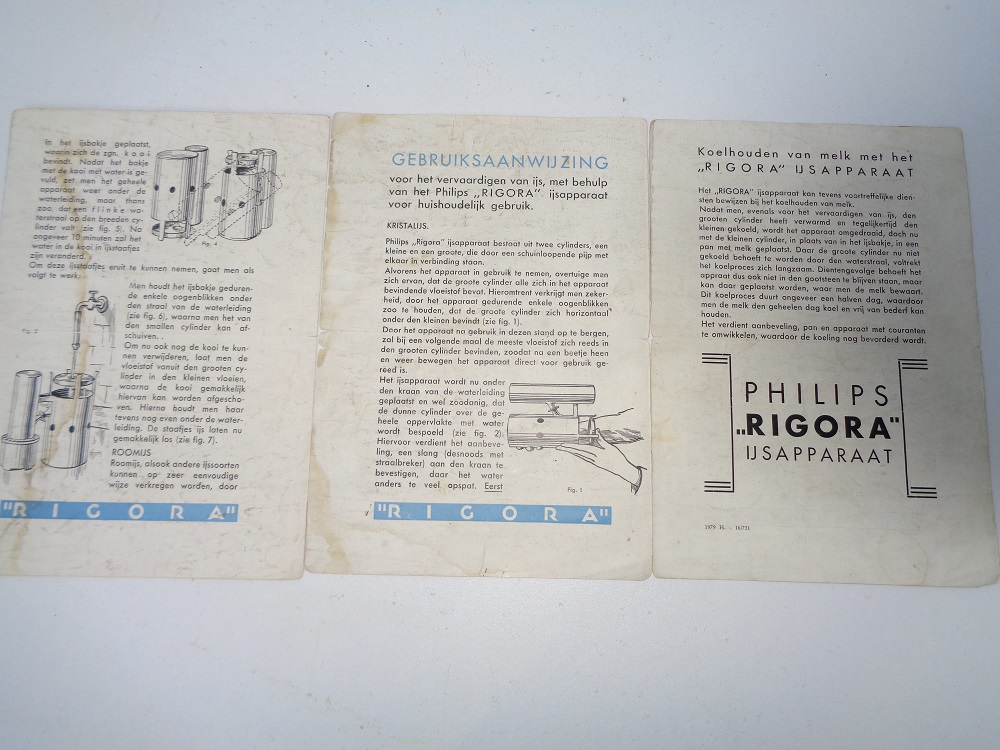 In het ijsbakje geplaatst,
waarin zich de zgn. kooi
bevindt. Nadat het bakje
met de kooi met water is ge-
vuld, zet men het geheele
apparaat weer onder de
waterleiding, maar thans
zoo, dat een flinke wa-
terstraal op den breeden cy-
linder valt (zie fig. 5). Na
ongeveer 10 minuten zal het
water in de kooi in ijsstaafjes
zijn veranderd.
Om deze ijsstaafjes eruit te kunnen nemen, gaat men als
volgt te werk:
Fig. 4
Men houdt het ijsbakje geduren-
de enkele oogenblikken onder
den straal van de waterleiding
(zie fig. 6), waarna men het van
den smallen cylinder kan af-
schuiven.
Om nu ook nog de kooi te kun-
nen verwijderen, laat men de
vloeistof vanuit den grooten cy-
linder in den kleinen vloeien,
waarna de kooi gemakkelijk
hiervan kan worden afgescho-
ven. Hierna houdt men haar
tevens nog even onder de water-
leiding. De staafjes ijs laten nu
gemakkelijk los (zie fig. 7).
ROOMIJS
Roomijs, alsook andere ijssoorten
kunnen op zeer eenvoudige
wijze verkregen worden, door
"RIGORA"
GEBRUIKSAANWIJZING
voor het vervaardigen van ijs, met behulp
van het Philips „RIGORA" ijsapparaat
voor huishoudelijk gebruik.
KRISTALIJS.
Philips „Rigora" ijsapparaat bestaat uit twee cylinders, een
kleine en een groote, die door een schuinloopende pijp met
elkaar in verbinding staan.
Alvorens het apparaat in gebruik te nemen, overtuige men
zich ervan, dat de groote cylinder alle zich in het apparaat
bevindende vloeistof bevat. Hieromtrent verkrijgt men zeker-
heid, door het apparaat gedurende enkele oogenblikken
zoo te houden, dat de groote cylinder zich horizontaal
onder den kleinen bevindt (zie fig. 1).
Door het apparaat na gebruik in dezen stand op te bergen,
zal bij een volgende maal de meeste vloeistof zich reeds in
den grooten cylinder bevinden, zoodat na een beetje heen
en weer bewegen het apparaat direct voor gebruik ge-
reed is.
Het ijsapparaat wordt nu onder
den kraan van de waterleiding
geplaatst en wel zoodanig, dat
de dunne cylinder over de ge-
heele oppervlakte met water
wordt bespoeld (zie fig. 2).
Hiervoor verdient het aanbeve-
ling, een slang (desnoods met
straalbreker) aan den kraan te
bevestigen, daar het water
anders te veel opspat. Eerst
Fig. 1
"RIGORA"
Koelhouden van melk met het
„RIGORA" IJSAPPARAAT
Het „RIGORA" ijsapparaat kan tevens voortreffelijke dien-
sten bewijzen bij het koelhouden van melk.
Nadat men, evenals voor het vervaardigen van ijs, den
grooten cylinder heeft verwarmd en tegelijkertijd den
kleinen gekoeld, wordt het apparaat omgedraaid, doch nu
met de kleinen cylinder, in plaats van in het ijsbakje, in een
pan met melk geplaatst. Daar de groote cylinder nu niet
gekoeld behoeft te worden door den waterstraal, voltrekt
het koelproces zich langzaam. Dientengevolge behoeft het
apparaat dus ook niet in den gootsteen te blijven staan, maar
kan daar geplaatst worden, waar men de melk bewaart.
Dit koelproces duurt ongeveer een halven dag, waardoor
men de melk den geheelen dag koel en vrij van bederf kan
houden.
Het verdient aanbeveling, pan en apparaat met couranten
te omwikkelen, waardoor de koeling nog bevorderd wordt.
PHILIPS
„RIGORA"
IJSAPPARAAT
1979 H. - 16731